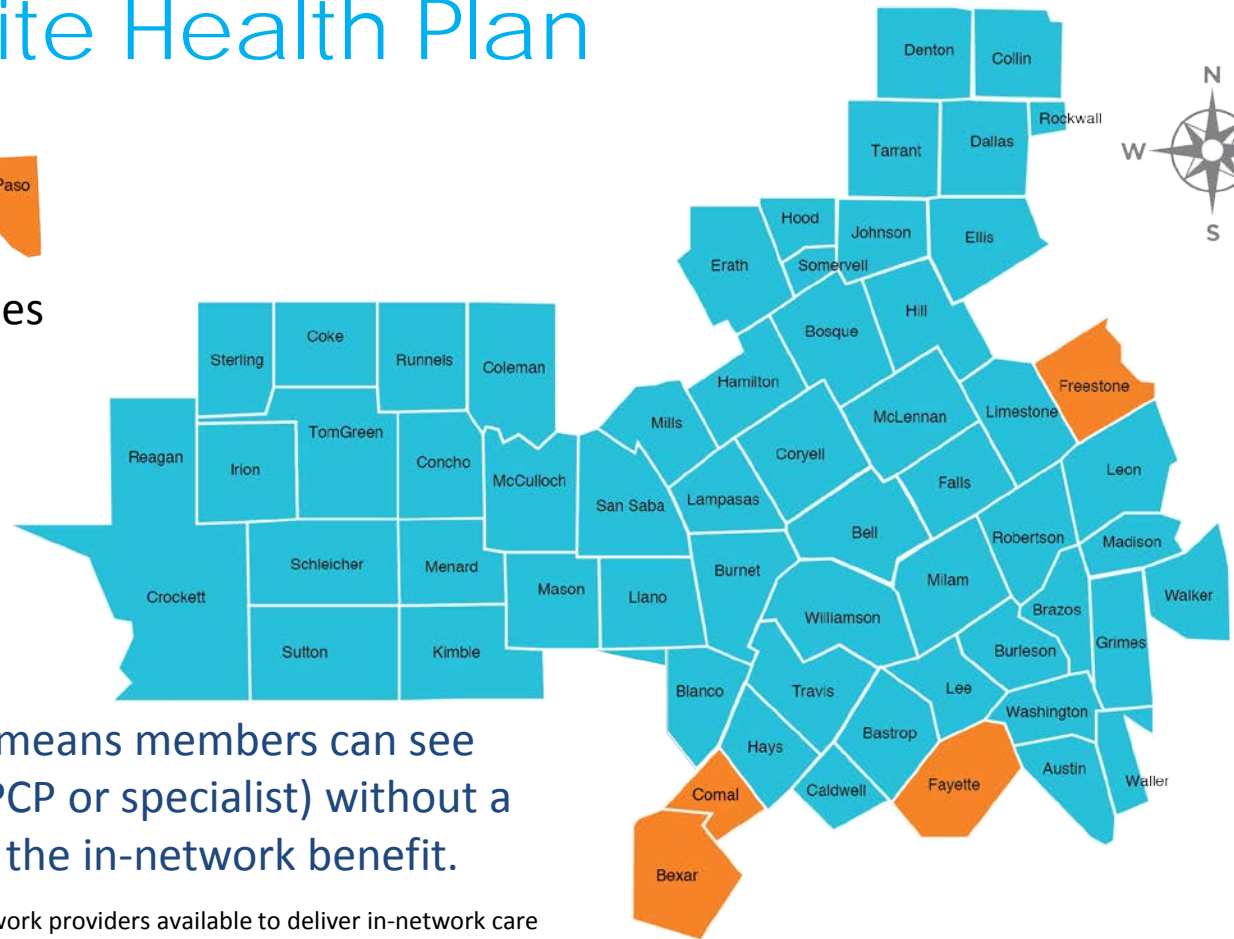 ite Health Plan
Denton
Collin
Rockwall
N
W
S
Tarrant
Dallas
Paso
Hood
Johnson
Ellis
Erath
Somervell
es
Hill
Bosque
Sterling
Coke
Runnels
Coleman
Hamilton
Freestone
Mills
McLennan
Limestone
TomGreen
Reagan
Irion
Concho
McCulloch
San Saba
Lampasas
Coryell
Falls
Leon
Bell
Robertson
Madison
Schleicher
Menard
Mason
Llano
Burnet
Milam
Crockett
Williamson
Brazos
Walker
Sutton
Kimble
Burleson
Grimes
Blanco
Travis
Lee
Washington
means members can see
PCP or specialist) without a
the in-network benefit.
Hays
Bastrop
Austin
Waller
Comal
Caldwell
Fayette
Bexar
work providers available to deliver in-network care